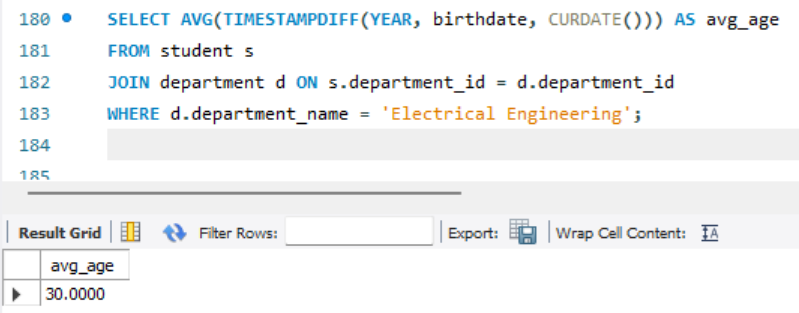 180 SELECT AVG(TIMESTAMPDIFF(YEAR, birthdate, CURDATE())) AS avg_age
181 FROM student s
182 JOIN department d ON s.department_id = d.department_id
183 WHERE d.department_name = 'Electrical Engineering';
184
185
Result Grid Filter Rows: Export: Wrap Cell Content: IA
avg_age
30.0000